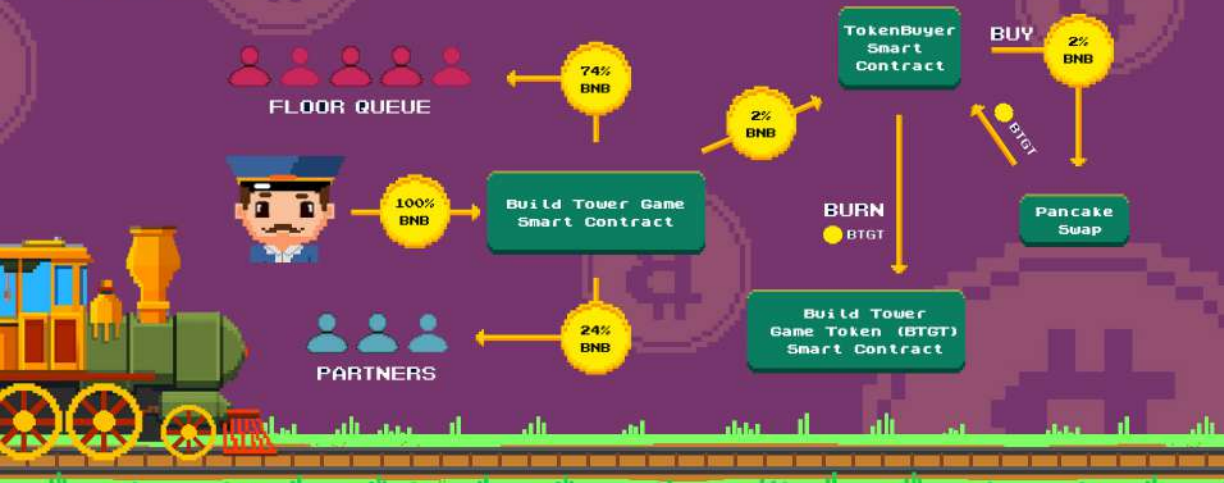 FLOOR QUEUE
74%
BNB
100%
BNB
Build Tower Game
Smart Contract
24%
BNB
PARTNERS
2%
BNB
TokenBuyer
Smart
Contract
BUY
2%
BNB
BTGT
Pancake
Swap
BURN
BTGT
Build Tower
Game Token (BTGT)
Smart Contract